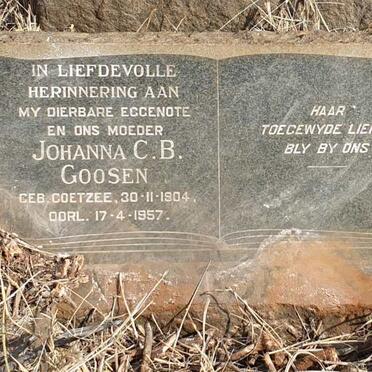 IN LIEFDEVOLLE
HERINNERING AAN
MY DIERBARE EGGENOTE
EN ONS MOEDER
JOHANNA C.B.
GOOSEN
GEB. COETZEE, 30-11-1904,
OORL. 17-4-1957.
HAAR
TOEGEWYDE
BLY BY ONS